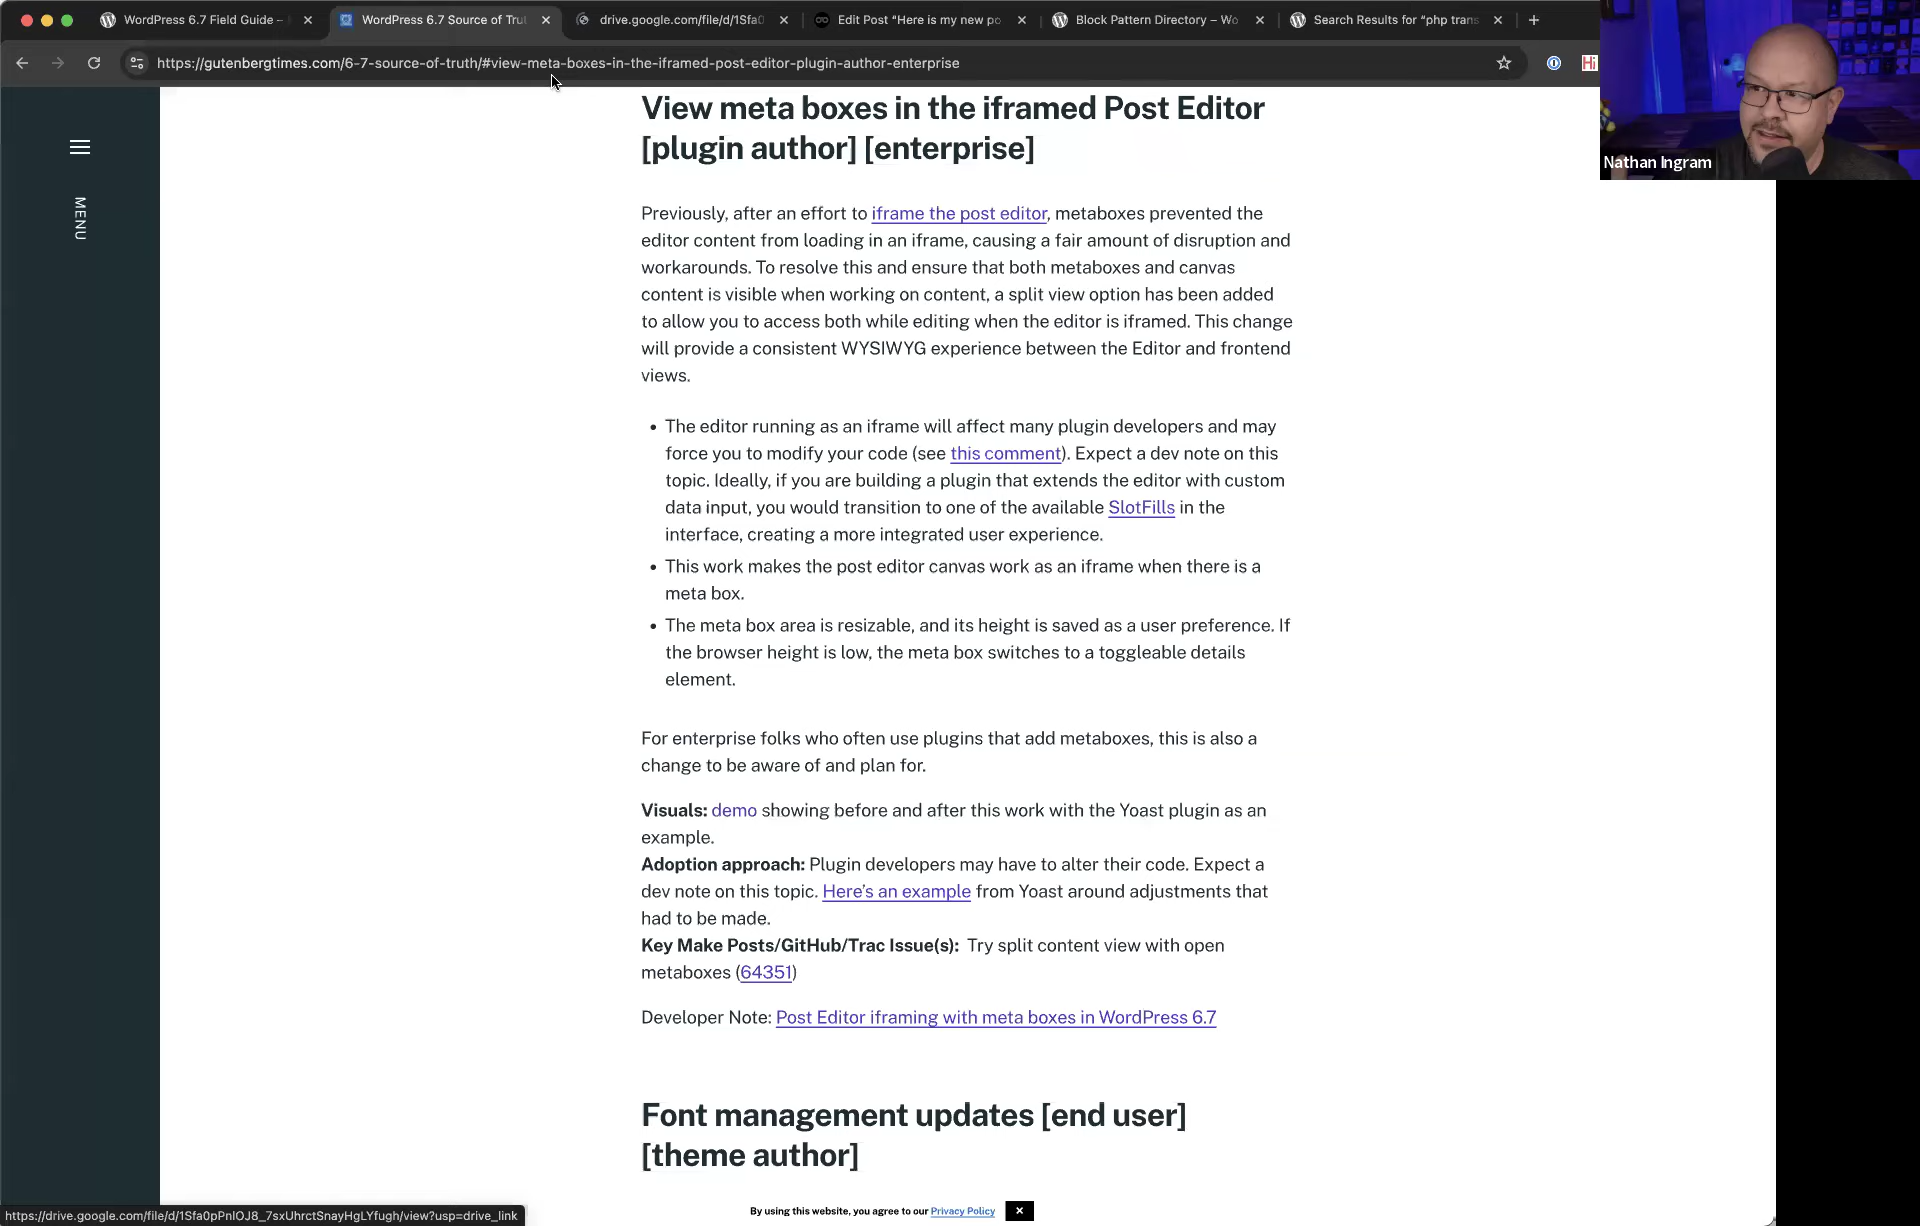 WordPress 6.7 Field Guide –
WordPress 6.7 Source of Tru
drive.google.com/file/d/1Sfa0
Edit Post “Here is my new po
Block Pattern Directory – Wo
Search Results for “php trans
https://gutenbergtimes.com/6-7-source-of-truth/#view-meta-boxes-in-the-iframed-post-editor-plugin-author-enterprise
Hi
Nathan Ingram
MENU
View meta boxes in the iframed Post Editor
[plugin author] [enterprise]
Previously, after an effort to iframe the post editor, metaboxes prevented the
editor content from loading in an iframe, causing a fair amount of disruption and
workarounds. To resolve this and ensure that both metaboxes and canvas
content is visible when working on content, a split view option has been added
to allow you to access both while editing when the editor is iframed. This change
will provide a consistent WYSIWYG experience between the Editor and frontend
views.
• The editor running as an iframe will affect many plugin developers and may
force you to modify your code (see this comment). Expect a dev note on this
topic. Ideally, if you are building a plugin that extends the editor with custom
data input, you would transition to one of the available SlotFills in the
interface, creating a more integrated user experience.
• This work makes the post editor canvas work as an iframe when there is a
meta box.
• The meta box area is resizable, and its height is saved as a user preference. If
the browser height is low, the meta box switches to a toggleable details
element.
For enterprise folks who often use plugins that add metaboxes, this is also a
change to be aware of and plan for.
Visuals: demo showing before and after this work with the Yoast plugin as an
example.
Adoption approach: Plugin developers may have to alter their code. Expect a
dev note on this topic. Here’s an example from Yoast around adjustments that
had to be made.
Key Make Posts/GitHub/Trac Issue(s): Try split content view with open
metaboxes (64351)
Developer Note: Post Editor iframing with meta boxes in WordPress 6.7
Font management updates [end user]
[theme author]
By using this website, you agree to our Privacy Policy
https://drive.google.com/file/d/1Sfa0pPnIOJ8_7sxUhrctSnayHgLYfugh/view?usp=drive_link